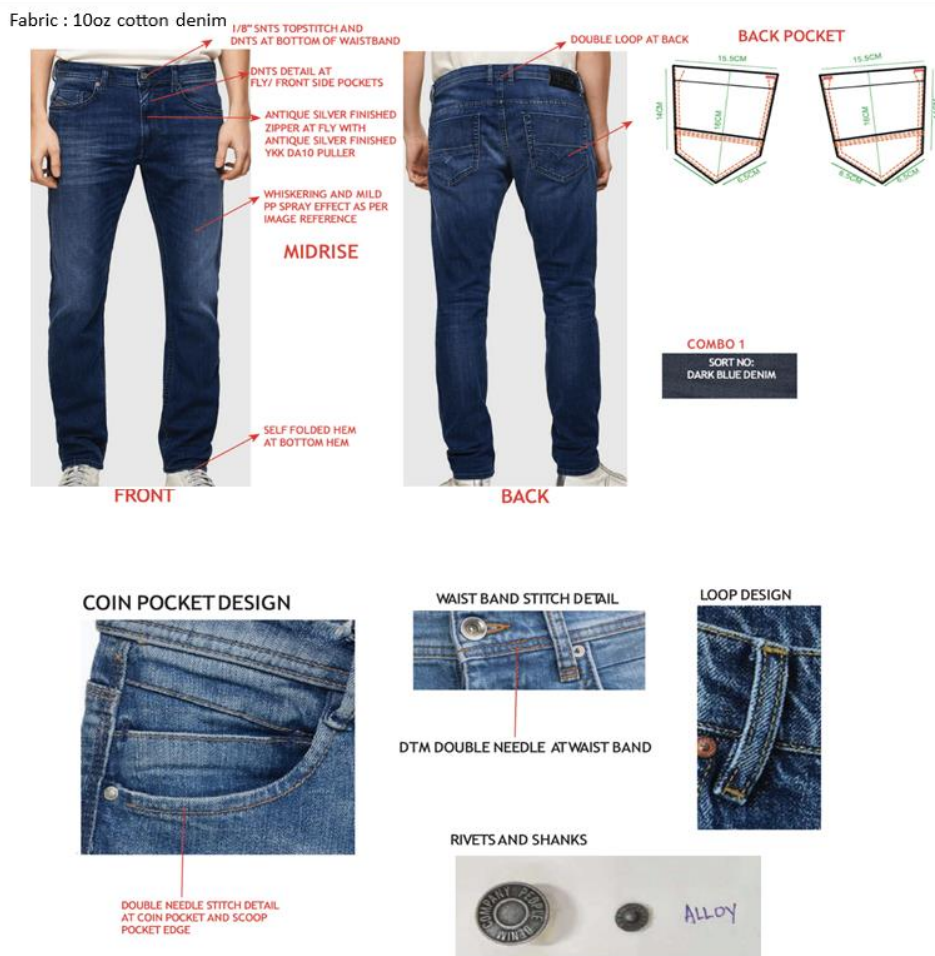 Fabric : 10oz cotton denim
1/8" SNTS TOPSTITCH AND
DNTS AT BOTTOM OF WAISTBAND
DNTS DETAIL AT
FLY/ FRONT SIDE POCKETS
ANTIQUE SILVER FINISHED
ZIPPER AT FLY WITH
ANTIQUE SILVER FINISHED
YKK DA10 PULLER
WHISKERING AND MILD
PP SPRAY EFFECT AS PER
IMAGE REFERENCE
MIDRISE
SELF FOLDED HEM
AT BOTTOM HEM
FRONT
DOUBLE LOOP AT BACK
BACK
BACK POCKET
15.5CM
14CM
16CM
6.5CM
15.5CM
16CM
6.5CM
6.5CM
COMBO 1
SORT NO:
DARK BLUE DENIM
COIN POCKET DESIGN
DOUBLE NEEDLE STITCH DETAIL
AT COIN POCKET AND SCOOP
POCKET EDGE
WAIST BAND STITCH DETAIL
DTM DOUBLE NEEDLE AT WAIST BAND
LOOP DESIGN
RIVETS AND SHANKS
COMPANY PEOPLE DENIM
ALLOY